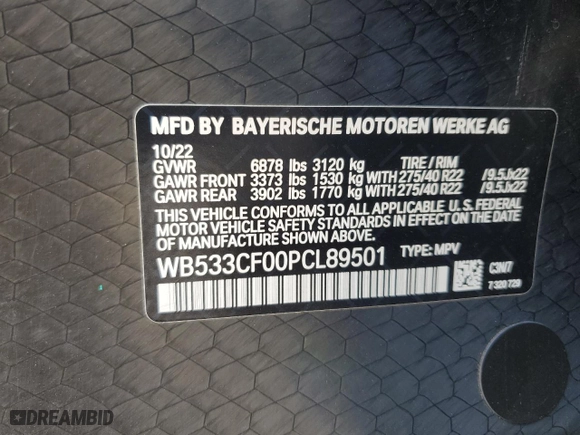 MFD BY BAYERISCHE MOTOREN WERKE AG
10/22
GVWR 6878 lbs 3120 kg TIRE / RIM
GAWR FRONT 3373 lbs 1530 kg WITH 275/40 R22 /9.5Jx22
GAWR REAR 3902 lbs 1770 kg WITH 275/40 R22 /9.5Jx22
THIS VEHICLE CONFORMS TO ALL APPLICABLE U.S. FEDERAL
MOTOR VEHICLE SAFETY STANDARDS IN EFFECT ON THE
DATE OF MANUFACTURE SHOWN ABOVE.
WB533CF00PCL89501 TYPE: MPV
C3N7
7 320 729
DREAMBID